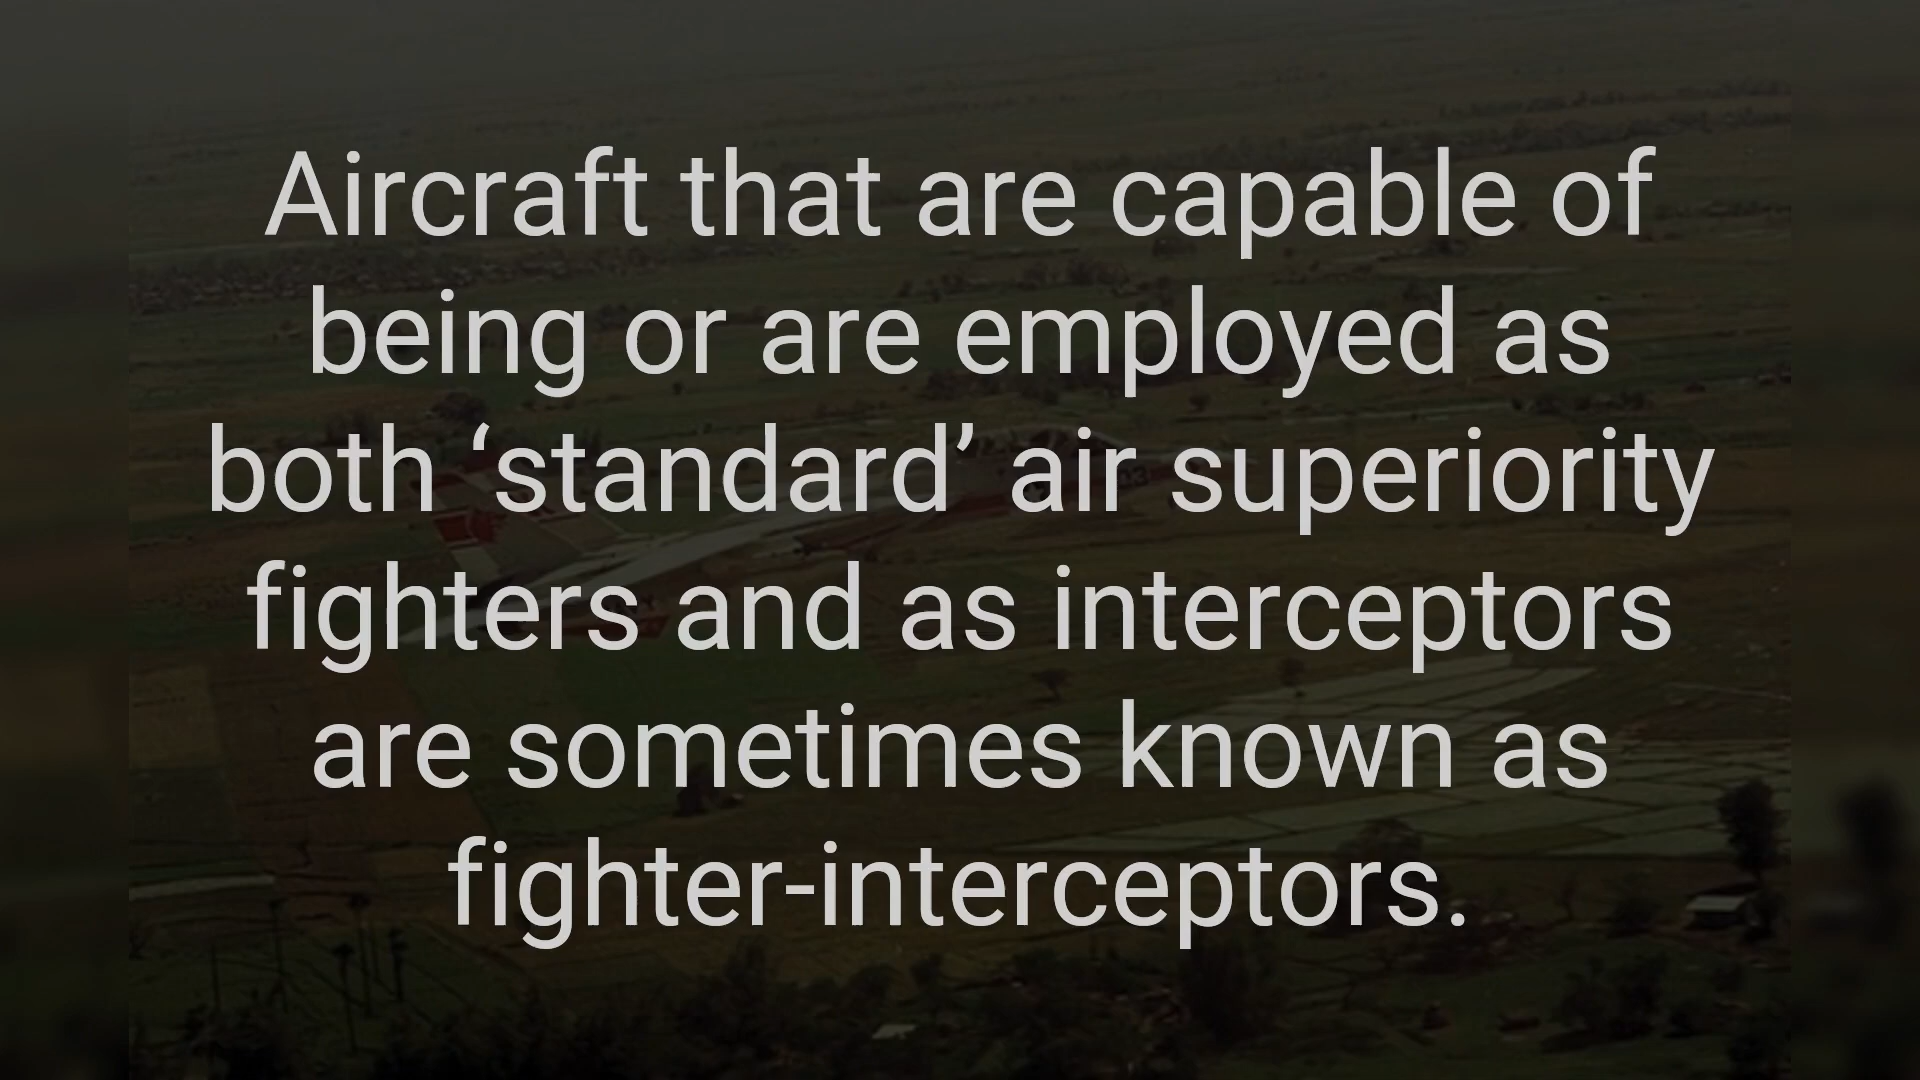 Aircraft that are capable of
being or are employed as
both ‘standard’ air superiority
fighters and as interceptors
are sometimes known as
fighter-interceptors.